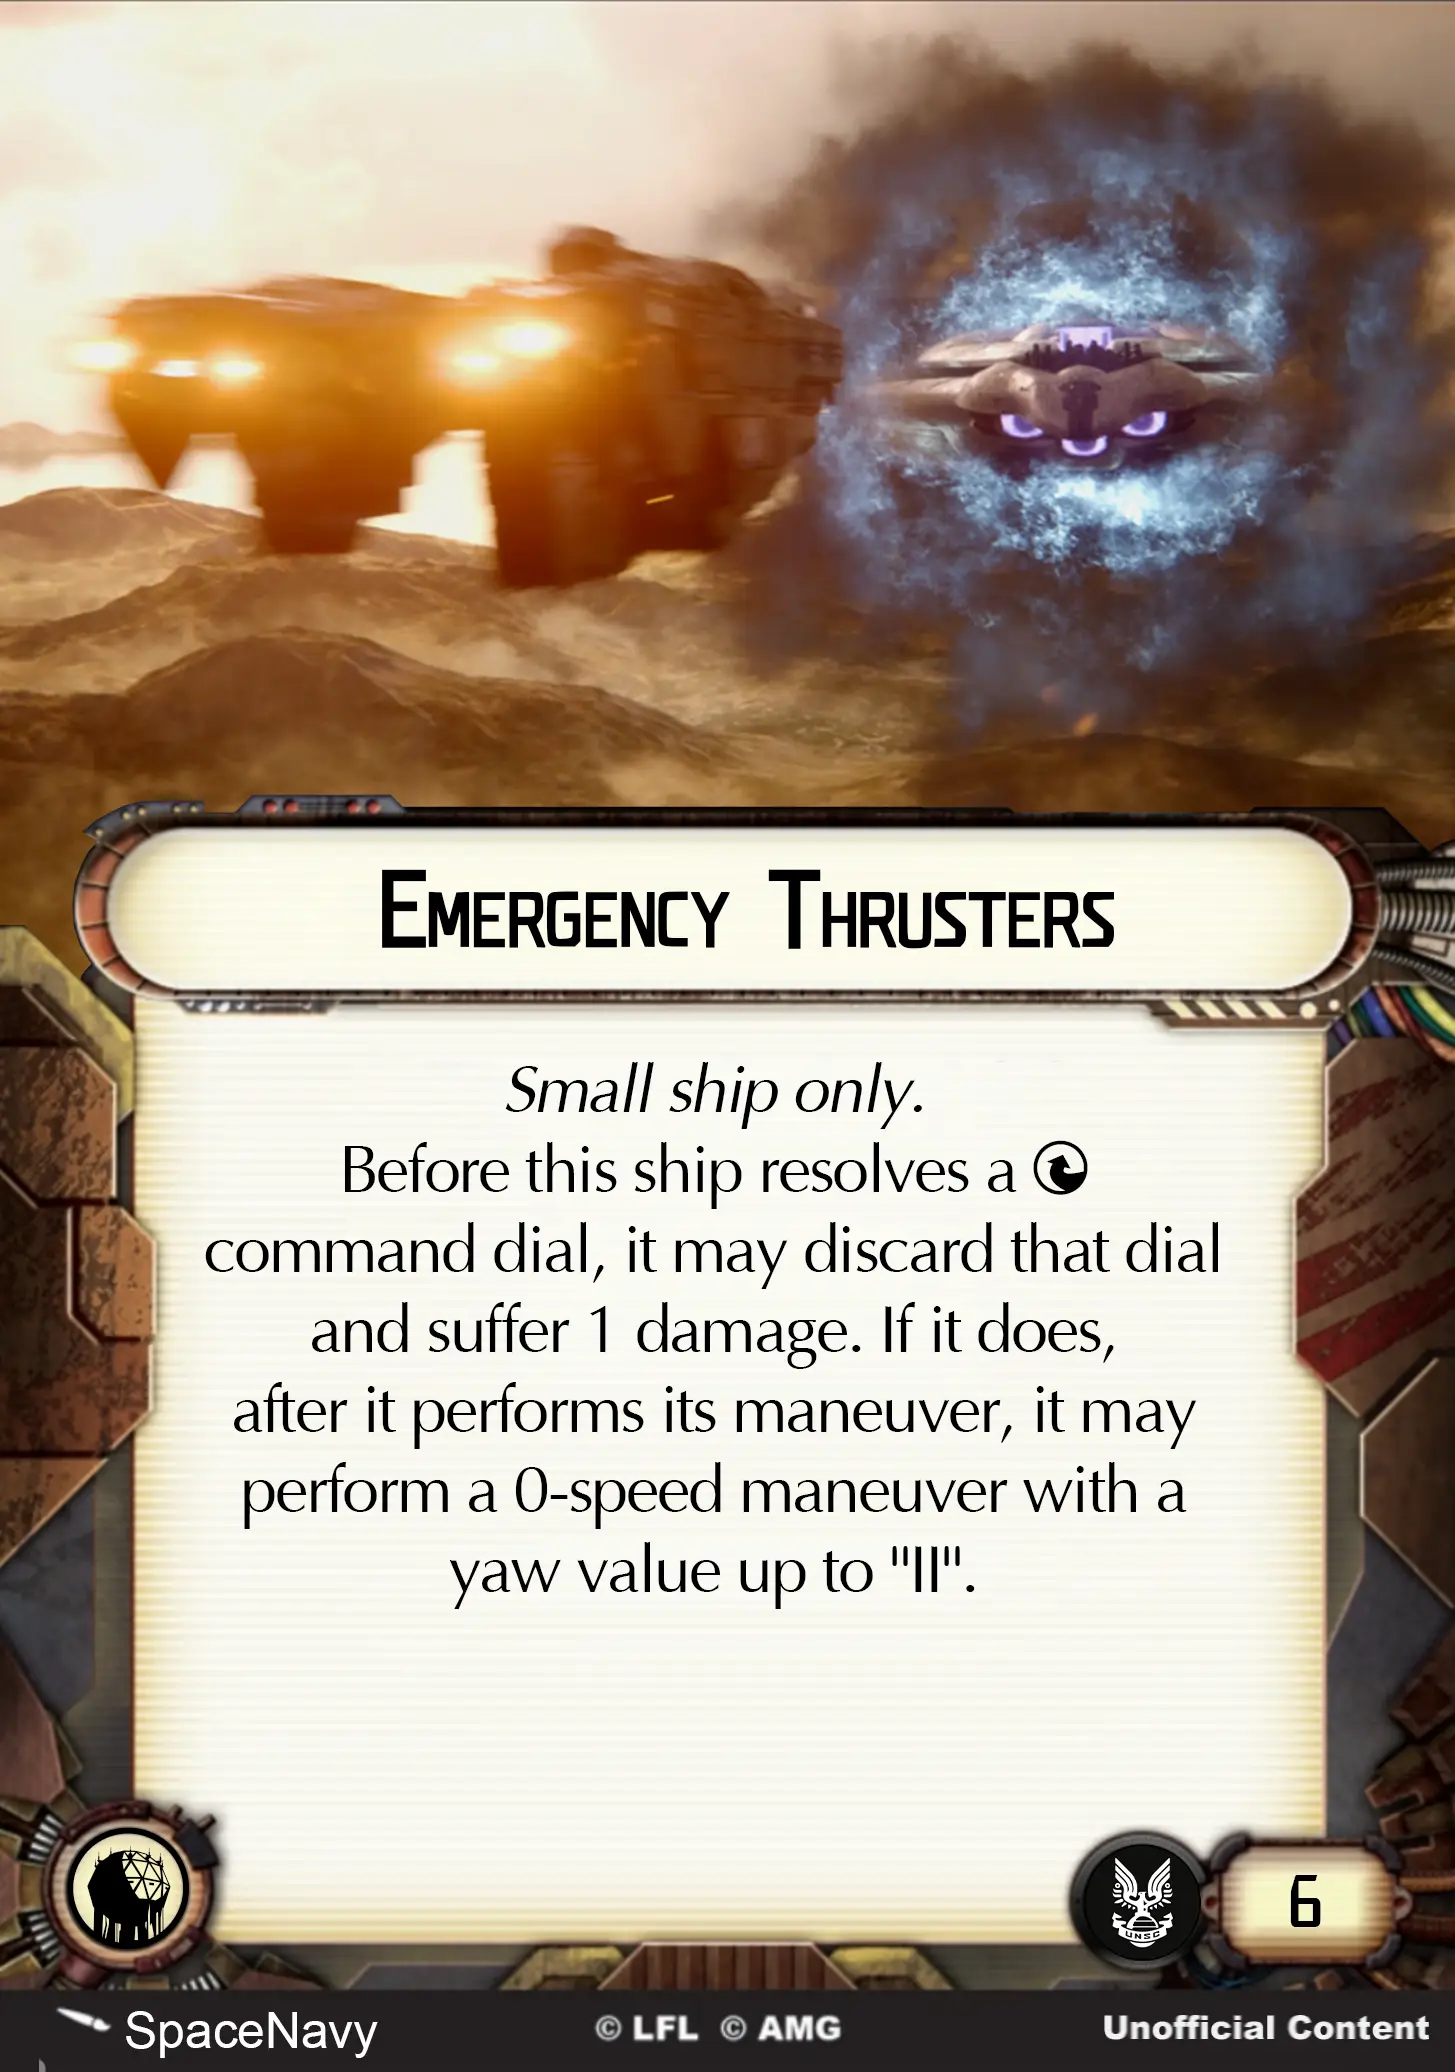 Emergency Thrusters
Small ship only.
Before this ship resolves a
command dial, it may discard that dial
and suffer 1 damage. If it does,
after it performs its maneuver, it may
perform a 0-speed maneuver with a
yaw value up to "II".
UNSC
6
SpaceNavy
© LFL © AMG
Unofficial Content